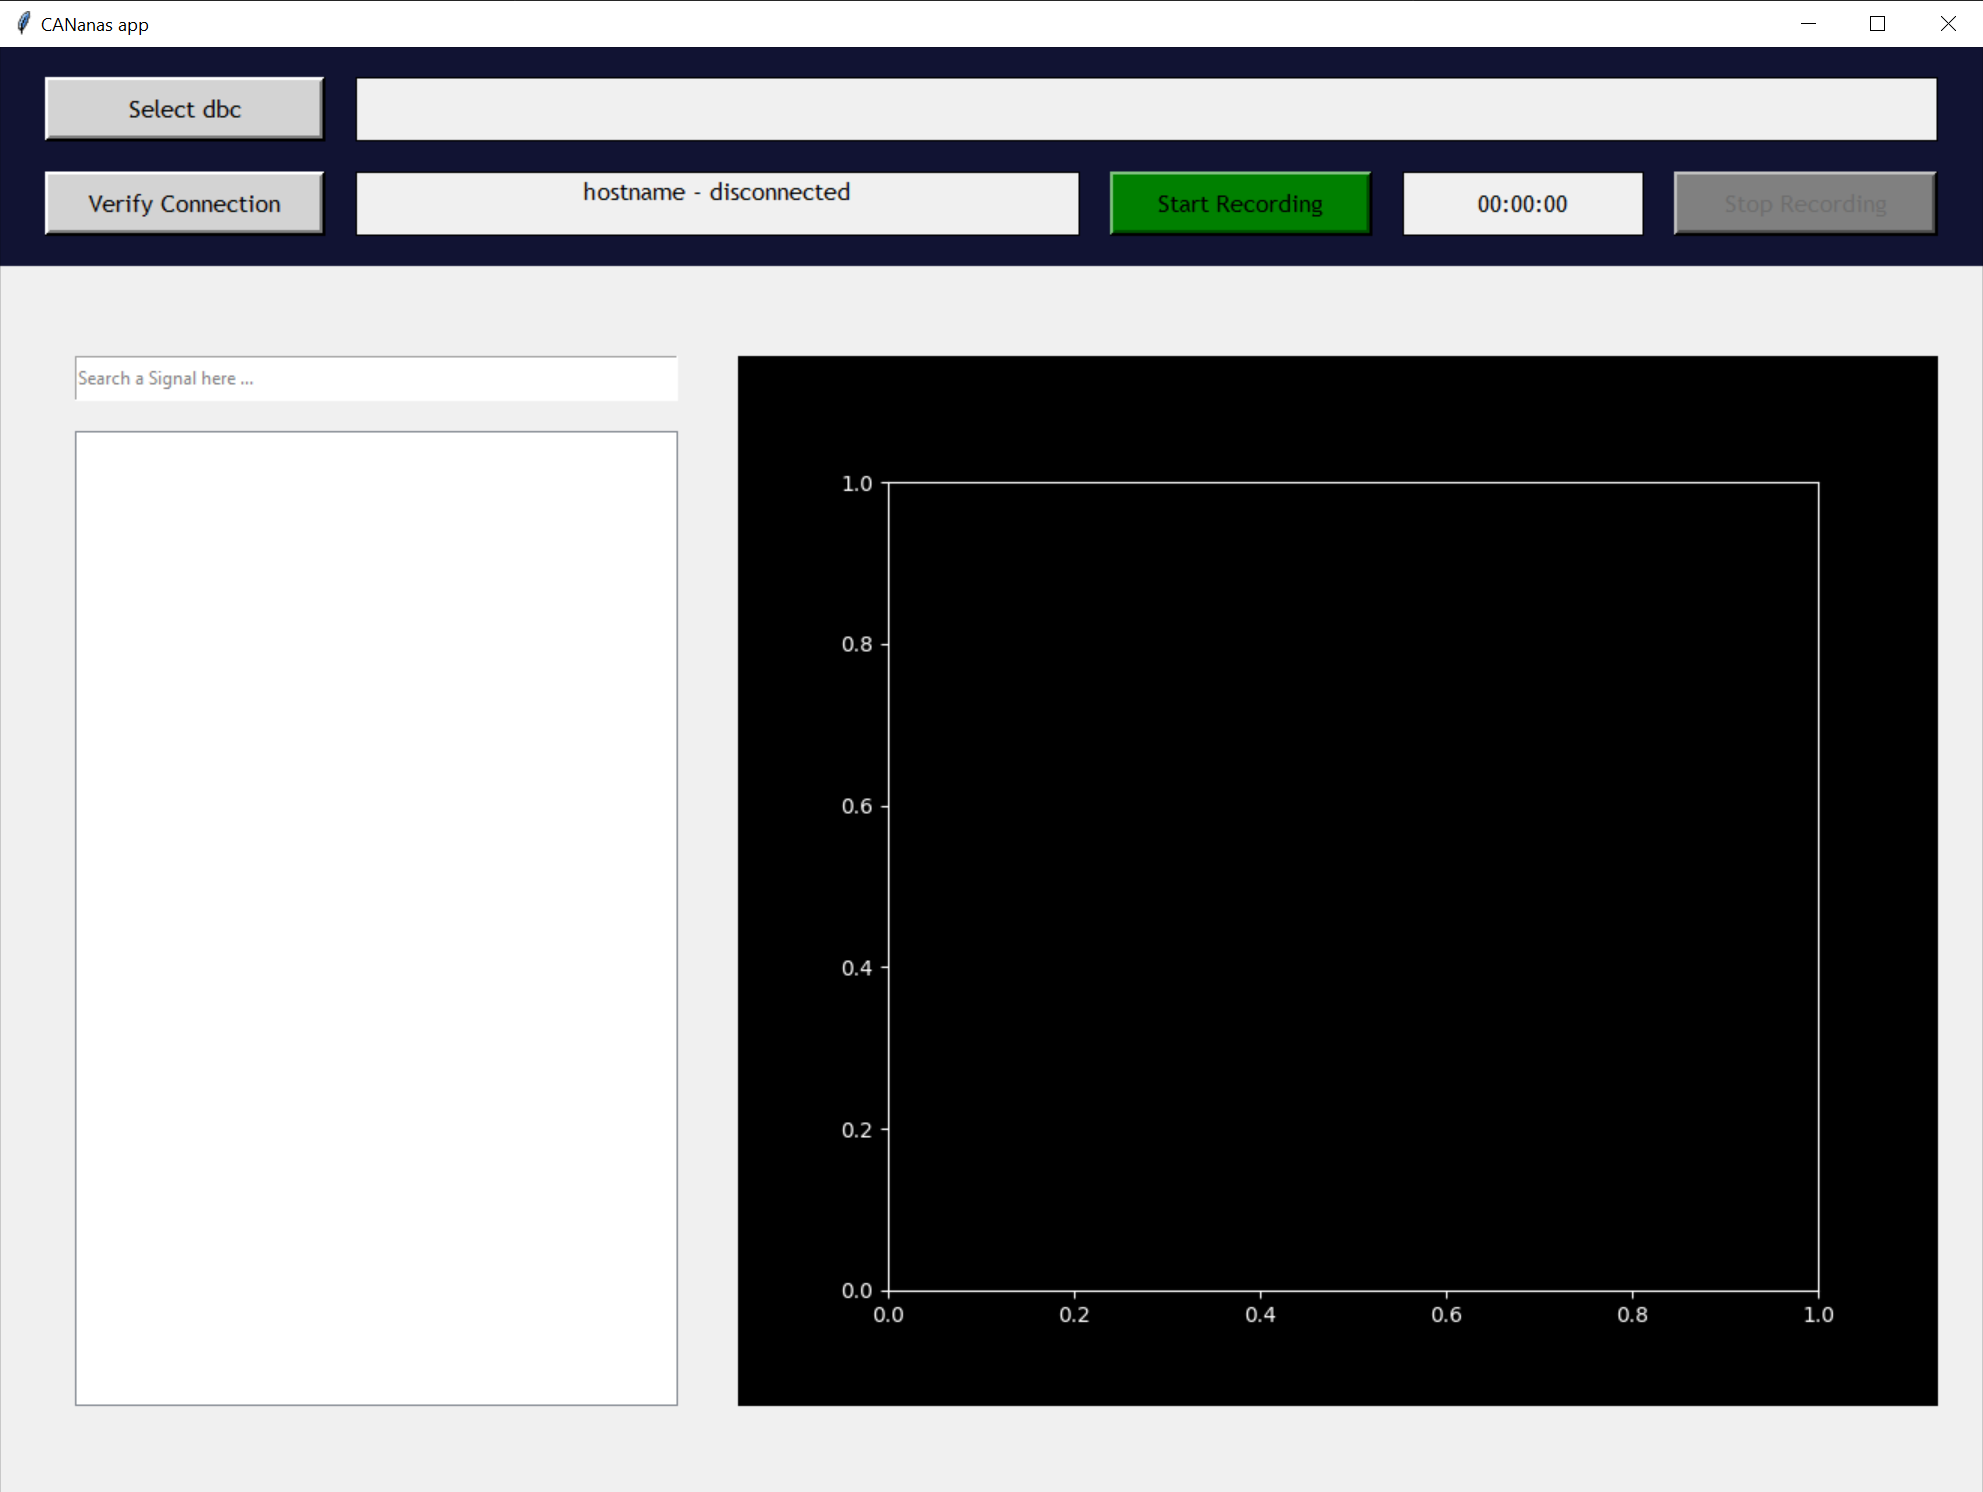 CANanas app
Select dbc
Verify Connection
hostname - disconnected
Start Recording
00:00:00
Stop Recording
Search a Signal here ...
1.0
0.8
0.6
0.4
0.2
0.0
0.0 0.2 0.4 0.6 0.8 1.0